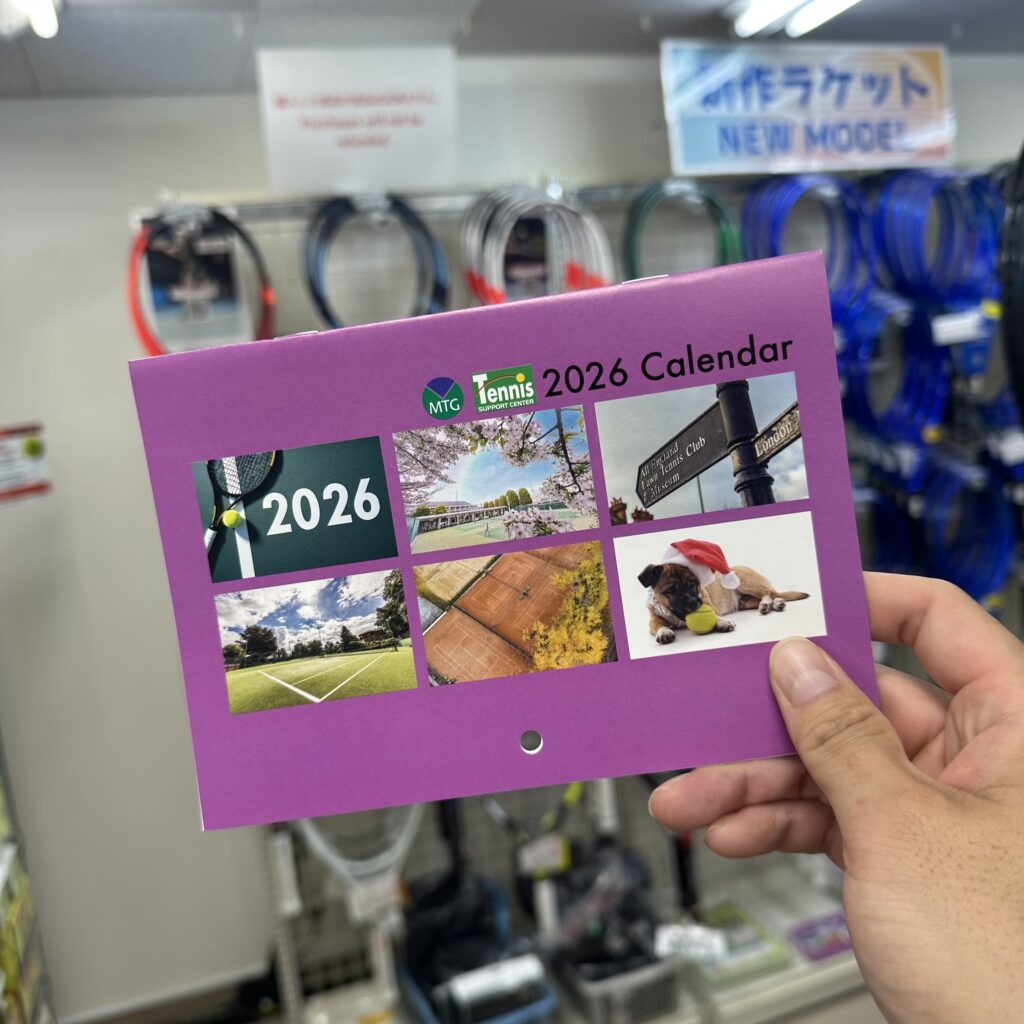 新作ラケット
NEW MODEL
MTG
Tennis
SUPPORT CENTER
2026 Calendar
2026
All England
Lawn Tennis Club
& Museum
London